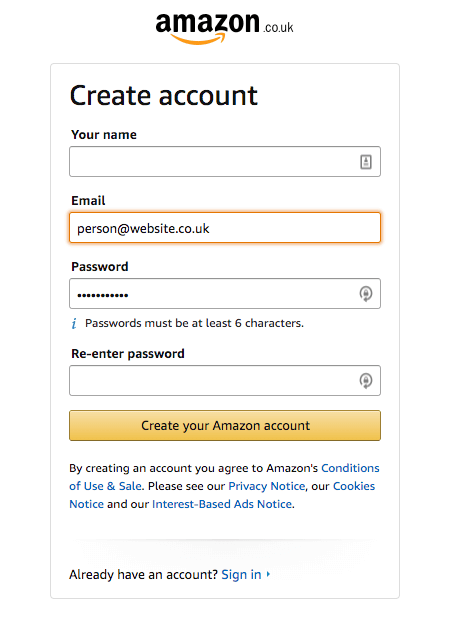 amazon.co.uk
Create account
Your name
Email
person@website.co.uk
Password
•••••••••••
i Passwords must be at least 6 characters.
Re-enter password
Create your Amazon account
By creating an account you agree to Amazon's Conditions
of Use & Sale. Please see our Privacy Notice, our Cookies
Notice and our Interest-Based Ads Notice.
Already have an account? Sign in